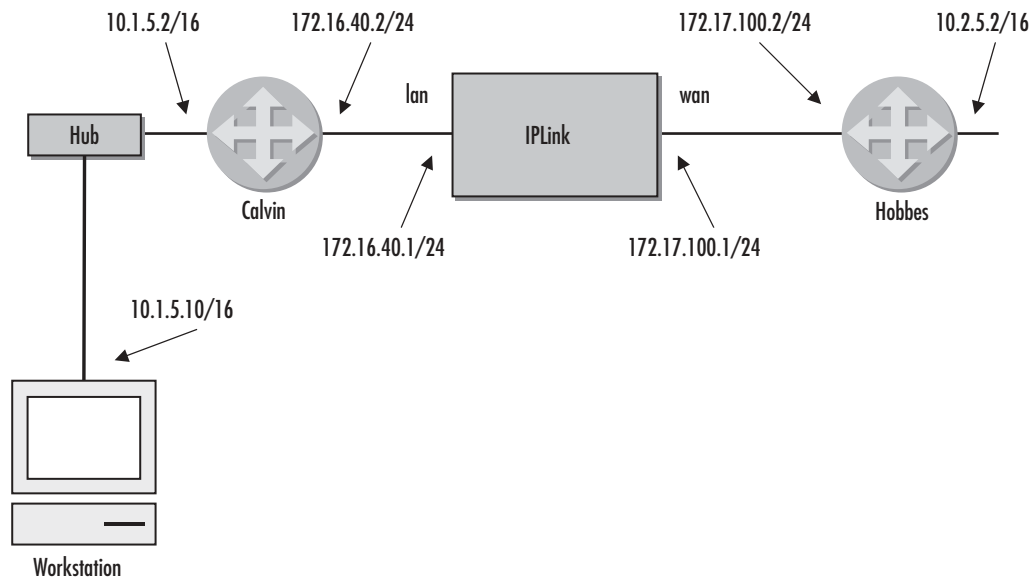 10.1.5.2/16
172.16.40.2/24
172.17.100.2/24
10.2.5.2/16
lan
wan
Hub
IPLink
Calvin
Hobbes
172.16.40.1/24
172.17.100.1/24
10.1.5.10/16
Workstation